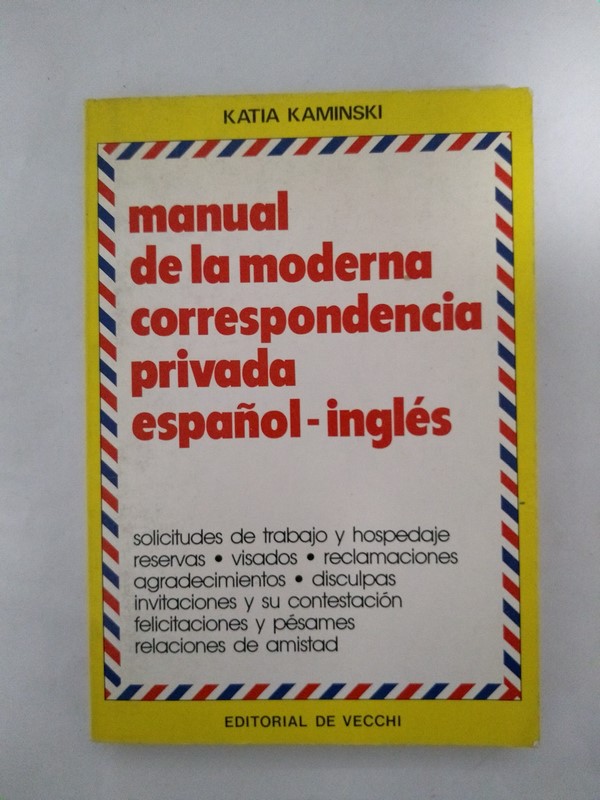 KATIA KAMINSKI
manual
de la moderna
correspondencia
privada
español-inglés
solicitudes de trabajo y hospedaje
reservas • visados • reclamaciones
agradecimientos • disculpas
invitaciones y su contestación
felicitaciones y pésames
relaciones de amistad
EDITORIAL DE VECCHI